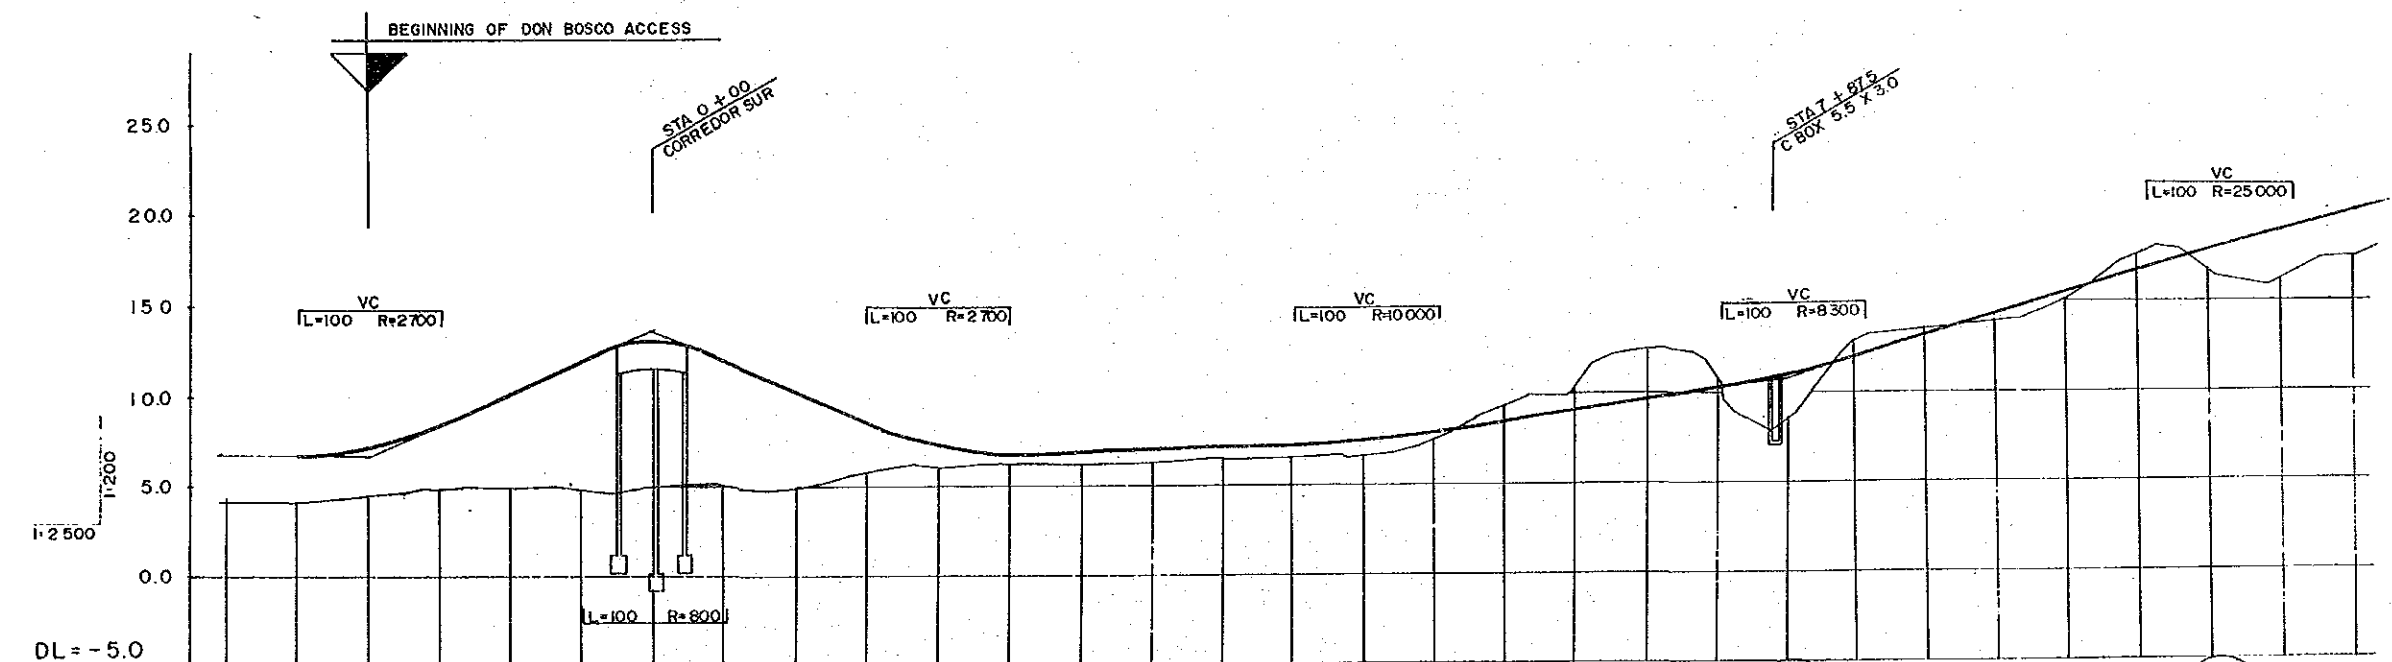 BEGINNING OF DON BOSCO ACCESS
STA 0 + 00
CORREDOR SUR
STA 7 + 87.5
C BOX 5.5 X 3.0
25.0
20.0
15.0
10.0
5.0
0.0
DL = - 5.0
1:200
1:2500
VC
L=100 R=2700
VC
L=100 R=2700
VC
L=100 R=10000
VC
L=100 R=8300
VC
L=100 R=25000
L=100 R=800